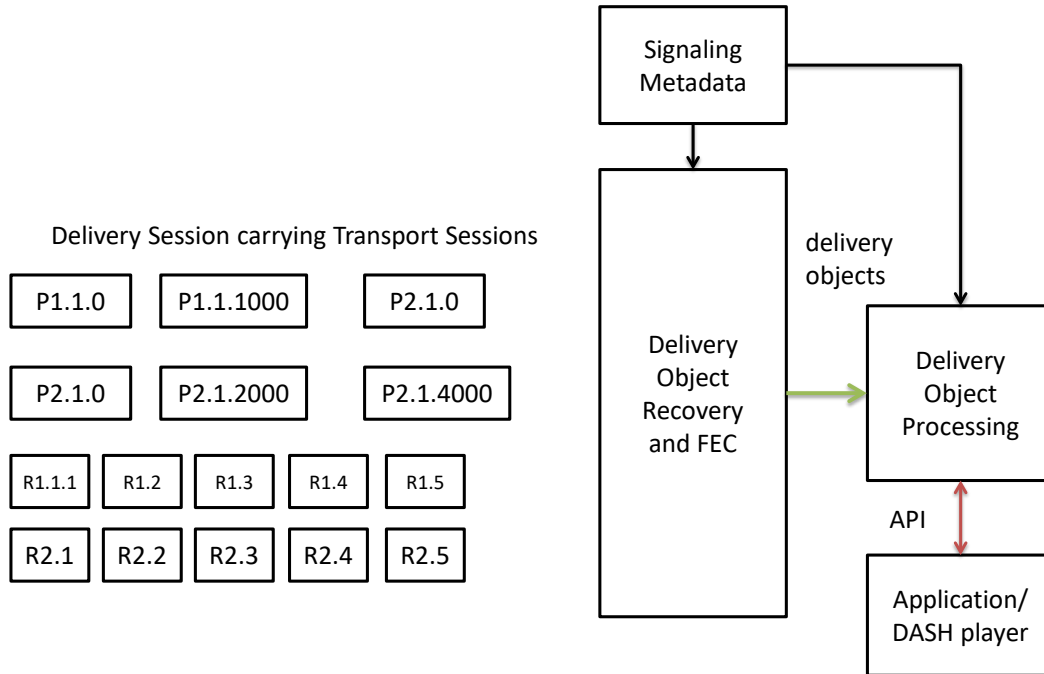 Signaling
Metadata
Delivery Session carrying Transport Sessions
P1.1.0
P1.1.1000
P2.1.0
P2.1.0
P2.1.2000
P2.1.4000
R1.1.1
R1.2
R1.3
R1.4
R1.5
R2.1
R2.2
R2.3
R2.4
R2.5
Delivery
Object
Recovery
and FEC
delivery
objects
Delivery
Object
Processing
API
Application/
DASH player